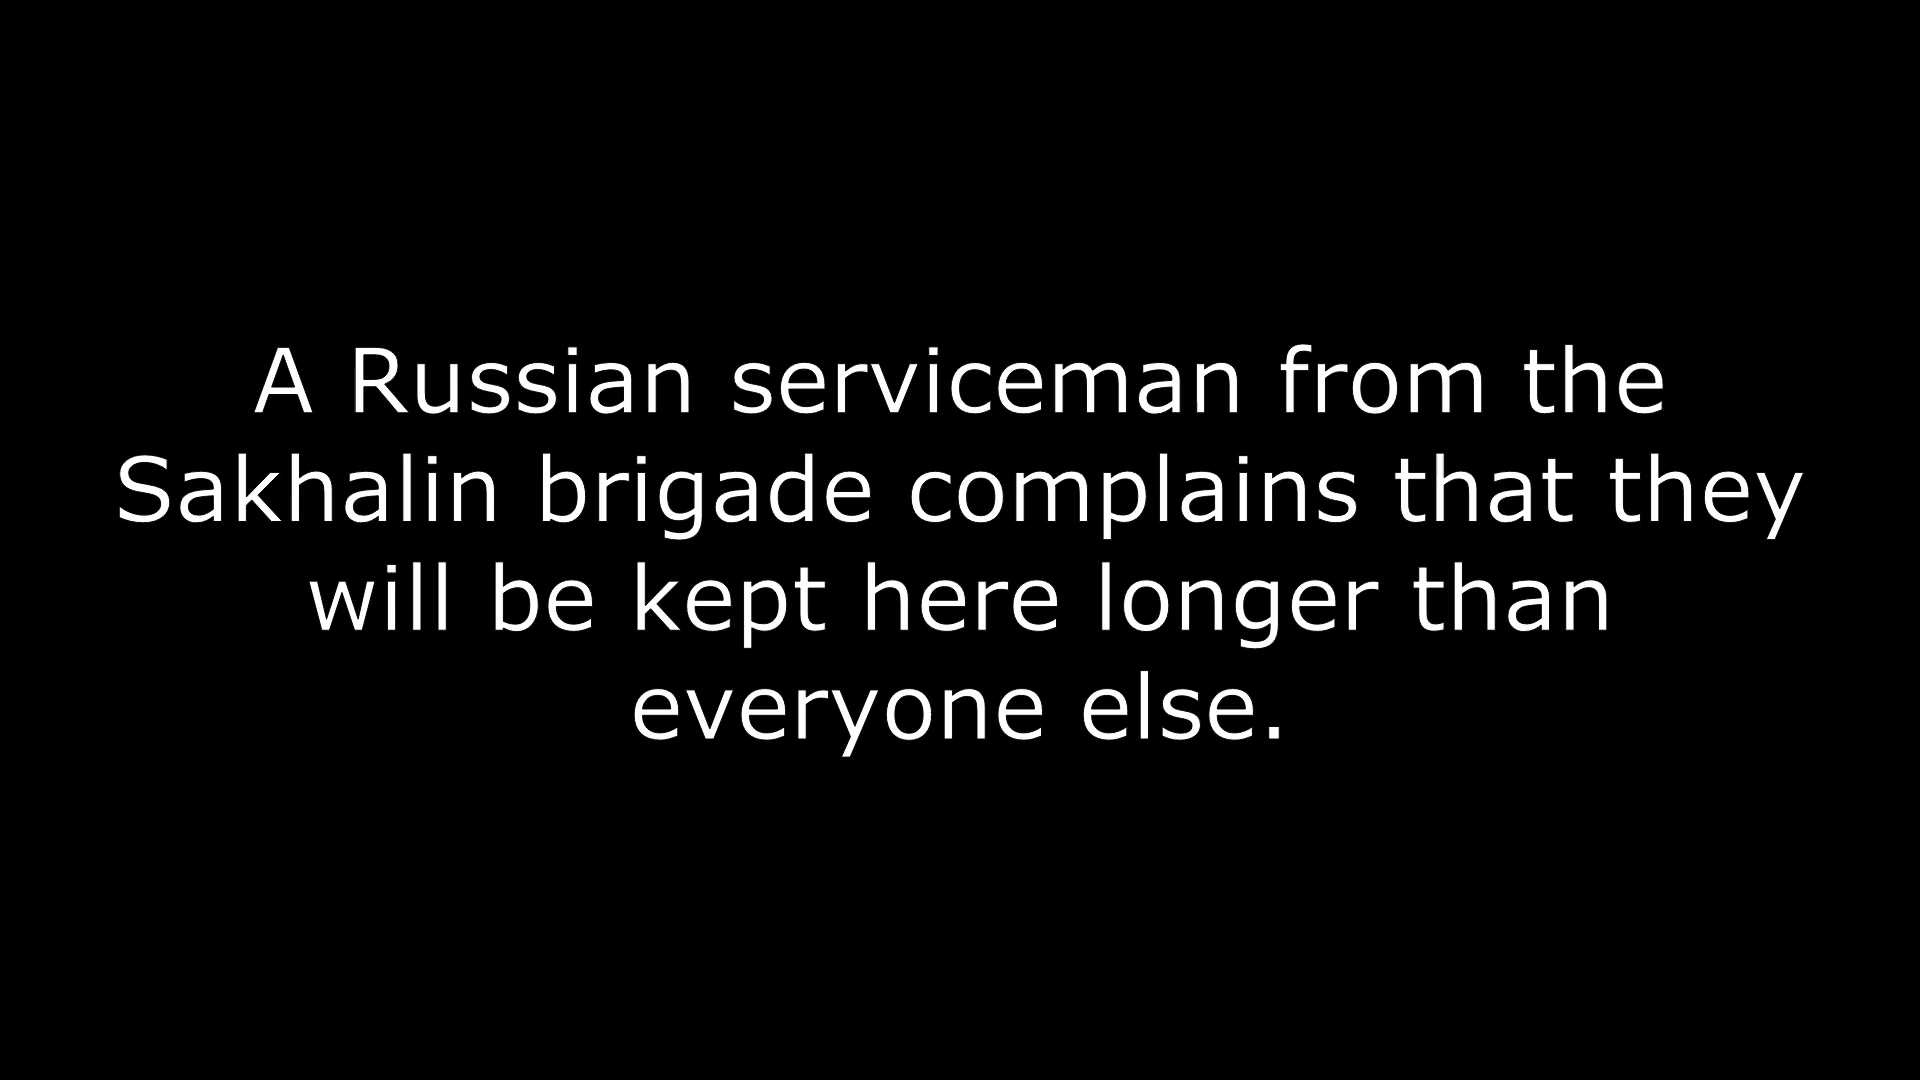 A Russian serviceman from the
Sakhalin brigade complains that they
will be kept here longer than
everyone else.